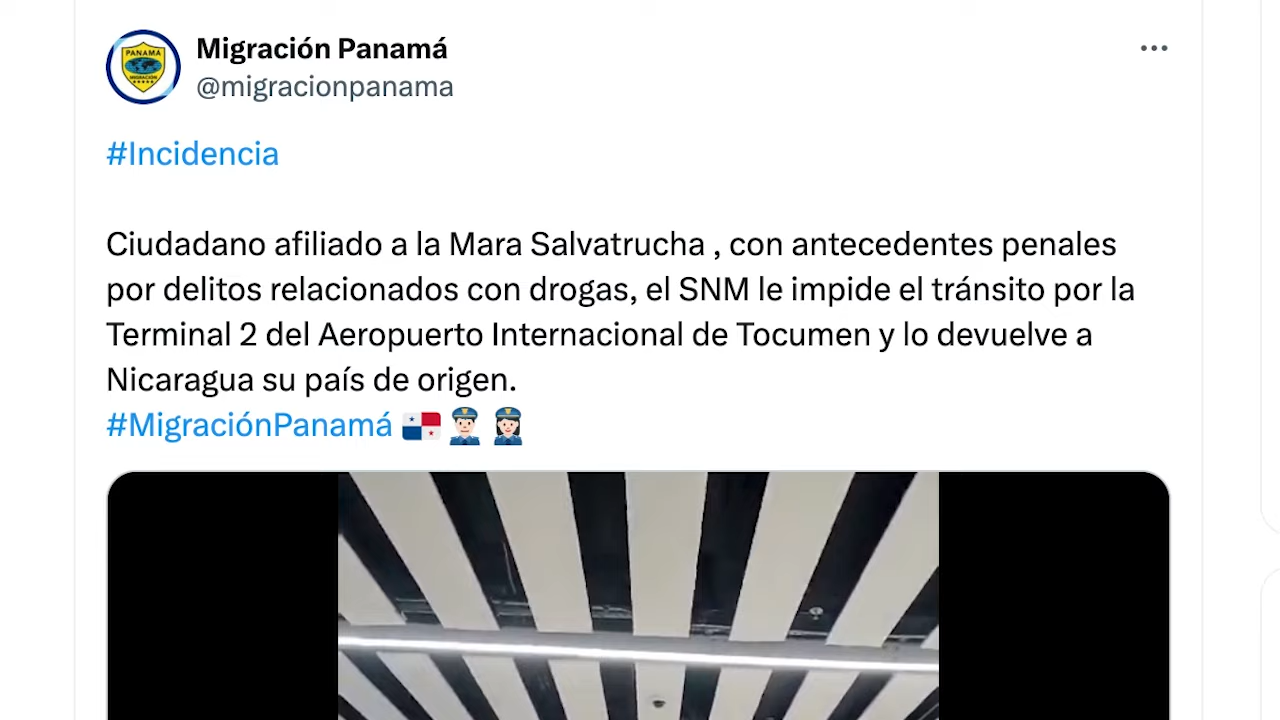 PANAMÁ
MIGRACIÓN
Migración Panamá
@migracionpanama
#Incidencia
Ciudadano afiliado a la Mara Salvatrucha , con antecedentes penales
por delitos relacionados con drogas, el SNM le impide el tránsito por la
Terminal 2 del Aeropuerto Internacional de Tocumen y lo devuelve a
Nicaragua su país de origen.
#MigraciónPanamá